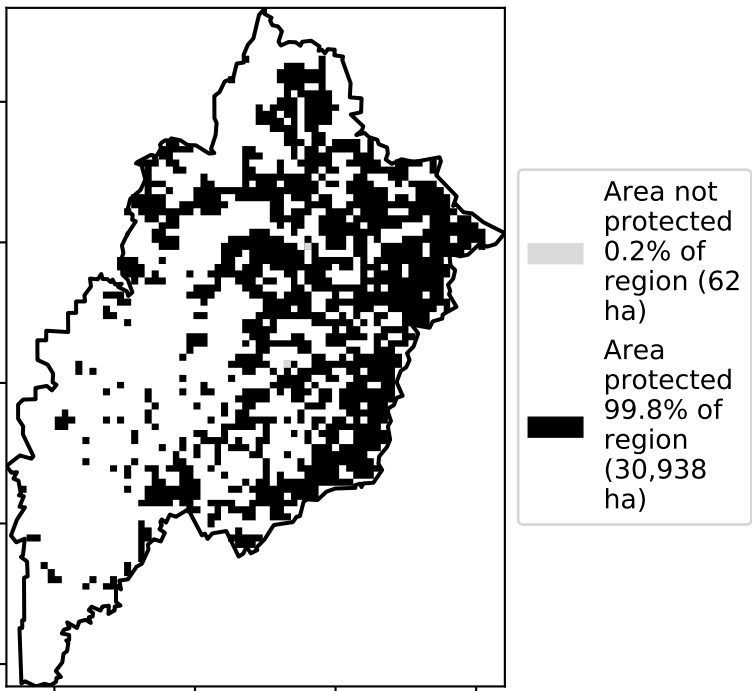 Area not
protected
0.2% of
region (62
ha)
Area
protected
99.8% of
region
(30,938
ha)